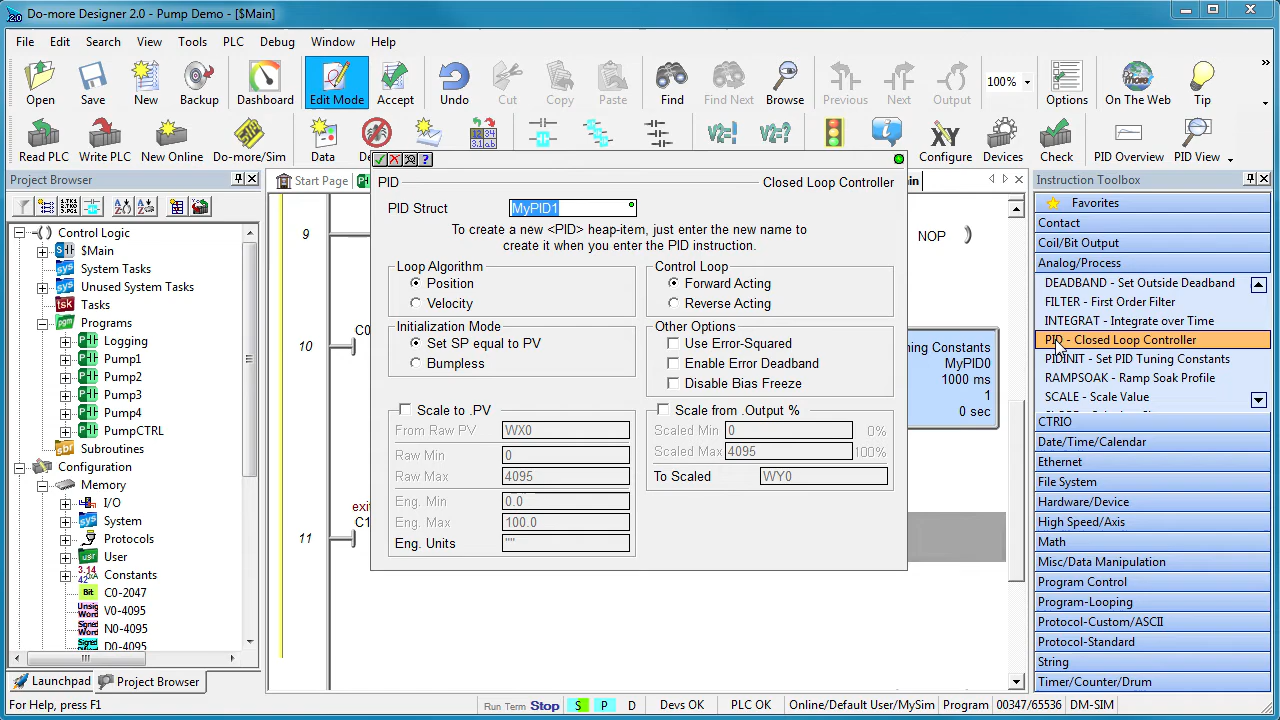 Do-more Designer 2.0 - Pump Demo - [$Main]
2.0
File Edit Search View Tools PLC Debug Window Help
Open Save New Backup Dashboard Edit Mode Accept Undo Cut Copy Paste Find Find Next Browse 100% Previous Next Output Options On The Web Tip
Phone
Read PLC Write PLC New Online Do-more/Sim Data Configure Devices Check PID Overview PID View
XY
Project Browser
Start Page
Instruction Toolbox
Control Logic
$Main
System Tasks
Unused System Tasks
Tasks
Programs
Logging
Pump1
Pump2
Pump3
Pump4
PumpCTRL
Subroutines
Configuration
Memory
I/O
System
Protocols
User
Constants
C0-2047
V0-4095
N0-4095
D0-4095
Launchpad Project Browser
9
NOP
10
C0
MyPID0
1000 ms
1
0 sec
11
C1
PID Closed Loop Controller
PID Struct MyPID1
To create a new <PID> heap-item, just enter the new name to
create it when you enter the PID instruction.
Loop Algorithm
Position
Velocity
Control Loop
Forward Acting
Reverse Acting
Initialization Mode
Set SP equal to PV
Bumpless
Other Options
Use Error-Squared
Enable Error Deadband
Disable Bias Freeze
Scale to .PV
From Raw PV WX0
Raw Min 0
Raw Max 4095
Eng. Min 0.0
Eng. Max 100.0
Eng. Units ""
Scale from .Output %
Scaled Min 0 0%
Scaled Max 4095 100%
To Scaled WY0
Favorites
Contact
Coil/Bit Output
Analog/Process
DEADBAND - Set Outside Deadband
FILTER - First Order Filter
INTEGRAT - Integrate over Time
PID - Closed Loop Controller
PIDINIT - Set PID Tuning Constants
RAMPSOAK - Ramp Soak Profile
SCALE - Scale Value
CTRIO
Date/Time/Calendar
Ethernet
File System
Hardware/Device
High Speed/Axis
Math
Misc/Data Manipulation
Program Control
Program-Looping
Protocol-Custom/ASCII
Protocol-Standard
String
Timer/Counter/Drum
For Help, press F1
Run Term Stop S P D Devs OK PLC OK Online/Default User/MySim Program 00347/65536 DM-SIM